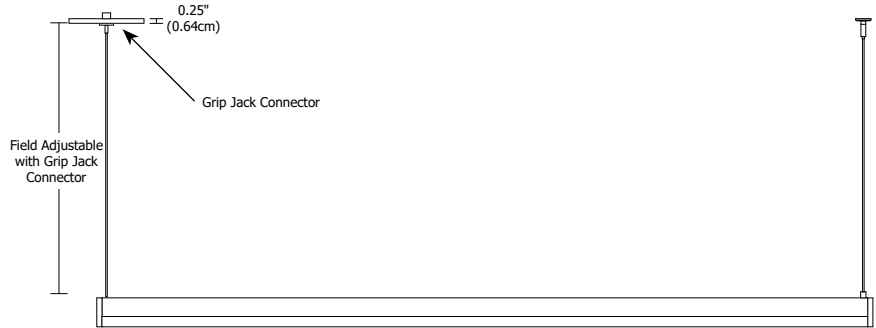 0.25"
(0.64cm)
Grip Jack Connector
Field Adjustable
with Grip Jack
Connector